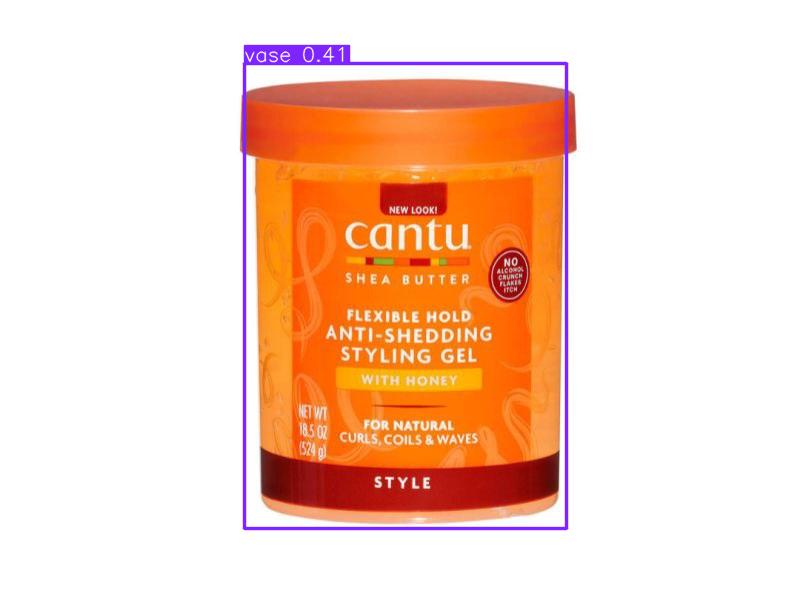 vase 0.41
NEW LOOK!
cantu
SHEA BUTTER
NO
ALCOHOL
CRUNCH
FLAKES
ITCH
FLEXIBLE HOLD
ANTI-SHEDDING
STYLING GEL
WITH HONEY
NET WT
18.5 OZ
(524 g)
FOR NATURAL
CURLS, COILS & WAVES
STYLE